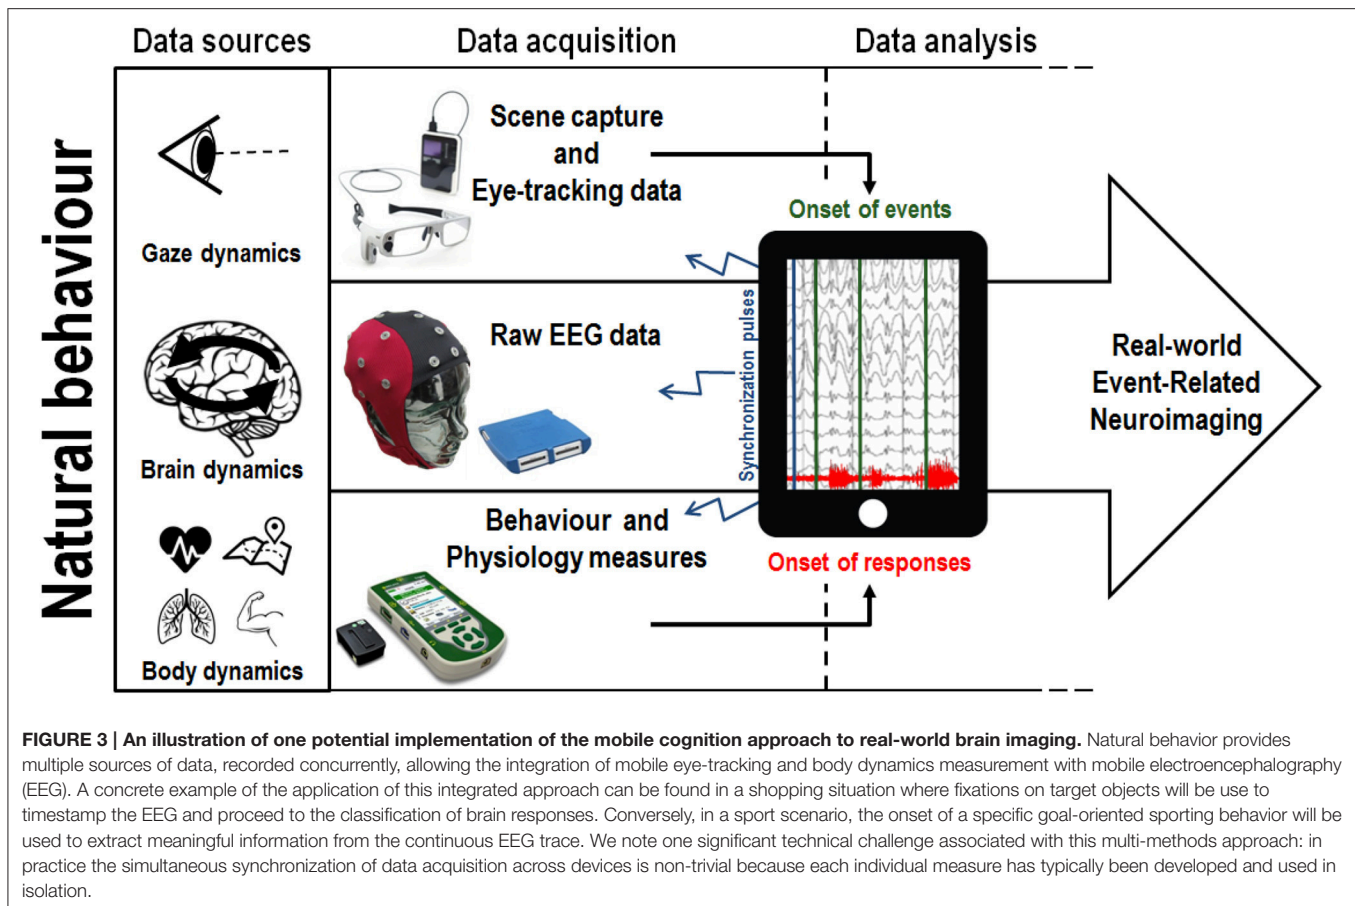 Data sources
Data acquisition
Data analysis
Natural behaviour
Gaze dynamics
Brain dynamics
Body dynamics
Scene capture
and
Eye-tracking data
Raw EEG data
Behaviour and
Physiology measures
Onset of events
Synchronization pulses
Onset of responses
Real-world
Event-Related
Neuroimaging
FIGURE 3 | An illustration of one potential implementation of the mobile cognition approach to real-world brain imaging. Natural behavior provides
multiple sources of data, recorded concurrently, allowing the integration of mobile eye-tracking and body dynamics measurement with mobile electroencephalography
(EEG). A concrete example of the application of this integrated approach can be found in a shopping situation where fixations on target objects will be use to
timestamp the EEG and proceed to the classification of brain responses. Conversely, in a sport scenario, the onset of a specific goal-oriented sporting behavior will be
used to extract meaningful information from the continuous EEG trace. We note one significant technical challenge associated with this multi-methods approach: in
practice the simultaneous synchronization of data acquisition across devices is non-trivial because each individual measure has typically been developed and used in
isolation.